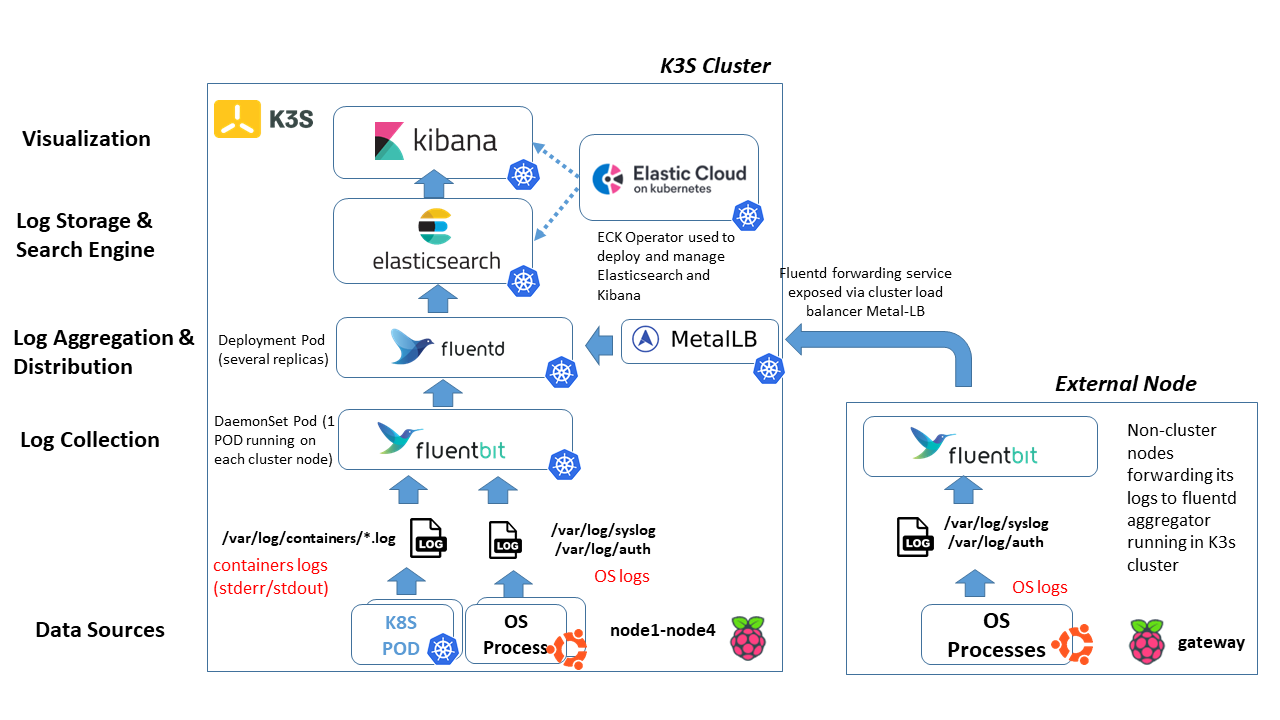 K3S Cluster
K3S
Visualization
kibana
Elastic Cloud
on kubernetes
Log Storage &
Search Engine
elasticsearch
ECK Operator used to
deploy and manage
Elasticsearch and
Kibana
Fluentd forwarding service
exposed via cluster load
balancer Metal-LB
Log Aggregation &
Distribution
Deployment Pod
(several replicas)
fluentd
MetalLB
External Node
Log Collection
DaemonSet Pod (1
POD running on
each cluster node)
fluentbit
fluentbit
Non-cluster
nodes
forwarding its
logs to fluentd
aggregator
running in K3s
cluster
/var/log/containers/*.log
LOG
containers logs
(stderr/stdout)
LOG
/var/log/syslog
/var/log/auth
OS logs
LOG
/var/log/syslog
/var/log/auth
OS logs
Data Sources
K8S
POD
OS
Process
node1-node4
OS
Processes
gateway